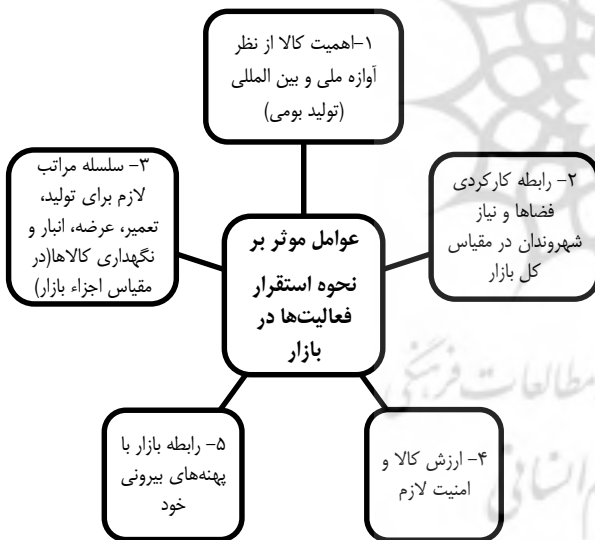 ۱-اهمیت کالا از نظر
آوازه ملی و بین المللی
(تولید بومی)
۲- رابطه کارکردی
فضاها و نیاز
شهروندان در مقیاس
کل بازار
۳- سلسله مراتب
لازم برای تولید،
تعمیر، عرضه، انبار و
نگهداری کالاها(در
مقیاس اجزاء بازار)
عوامل موثر بر
نحوه استقرار
فعالیت‌ها در
بازار
۴- ارزش کالا و
امنیت لازم
۵- رابطه بازار با
پهنه‌های بیرونی
خود
مطالعات فرهنگی
انسانی